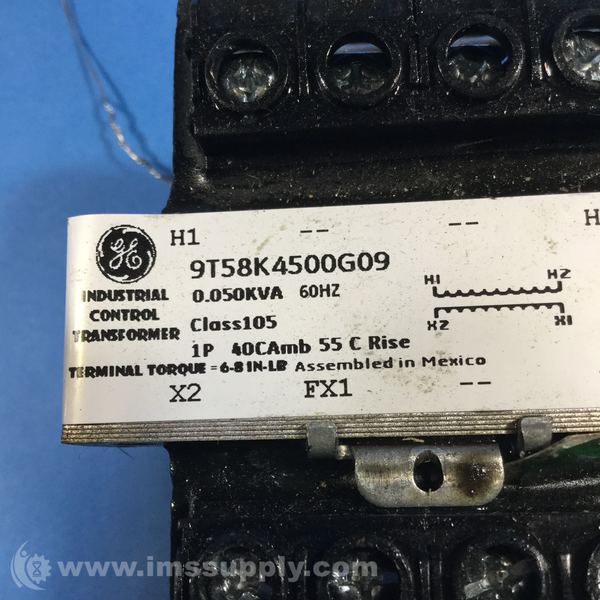 H1 -- -- H
GE
9T58K4500G09
INDUSTRIAL CONTROL TRANSFORMER
0.050KVA 60HZ
Class105
1P 40CAmb 55 C Rise
H1 H2
X2 X1
TERMINAL TORQUE = 6-8 IN-LB Assembled in Mexico
X2 FX1 --
www.imssupply.com